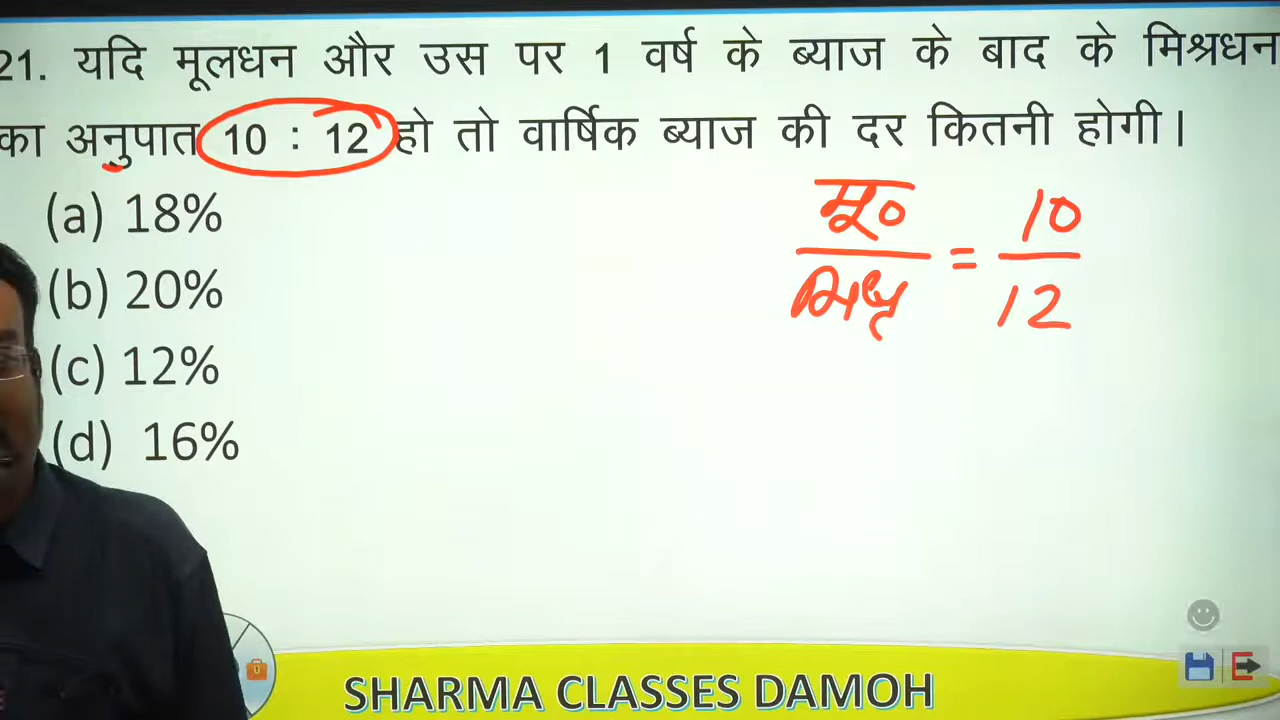 21. यदि मूलधन और उस पर 1 वर्ष के ब्याज के बाद के मिश्रधन
का अनुपात 10 : 12 हो तो वार्षिक ब्याज की दर कितनी होगी।
(a) 18%
(b) 20%
(c) 12%
(d) 16%
मू० = 10
12
SHARMA CLASSES DAMOH